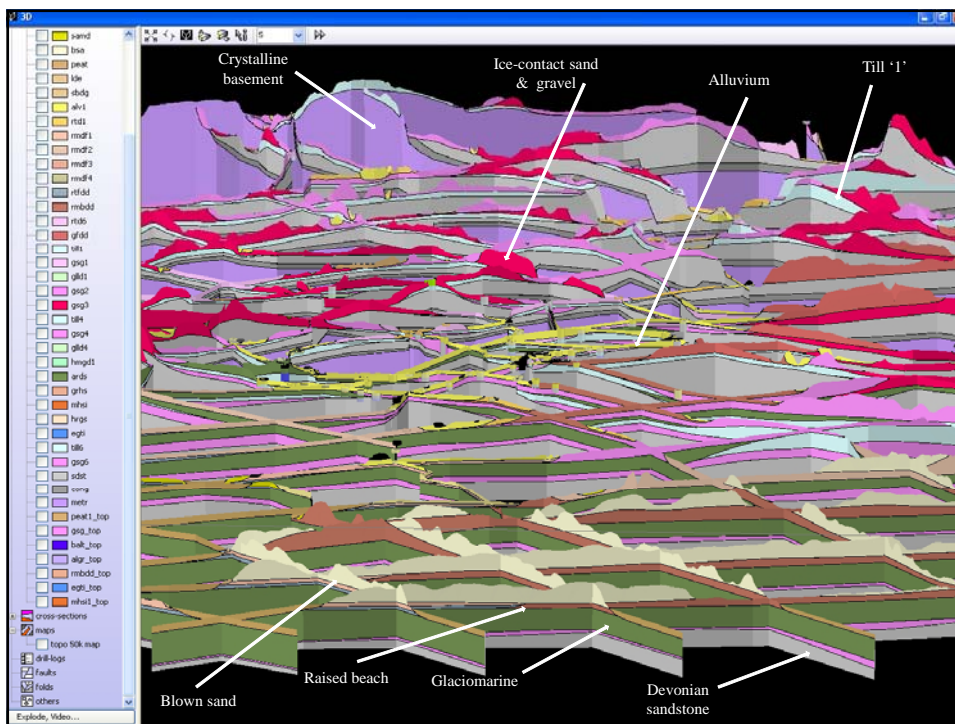 3D
samd
bsa
peat
lde
sbdg
alv1
rtd1
rmdf1
rmdf2
rmdf3
rmdf4
rtfdd
rmbdd
rtd6
gfdd
till1
gsg1
glld1
gsg2
gsg3
till4
gsg4
glld4
hmgd1
ards
grhs
mhsi
hrgs
egti
till6
gsg6
sdst
cong
metr
peat1_top
gsg_top
balt_top
algr_top
rmbdd_top
egti_top
mhsi1_top
cross-sections
maps
topo 50k map
drill-logs
faults
folds
others
Explode, Video...
5
Crystalline
basement
Ice-contact sand
& gravel
Alluvium
Till ‘1’
Blown sand
Raised beach
Glaciomarine
Devonian
sandstone